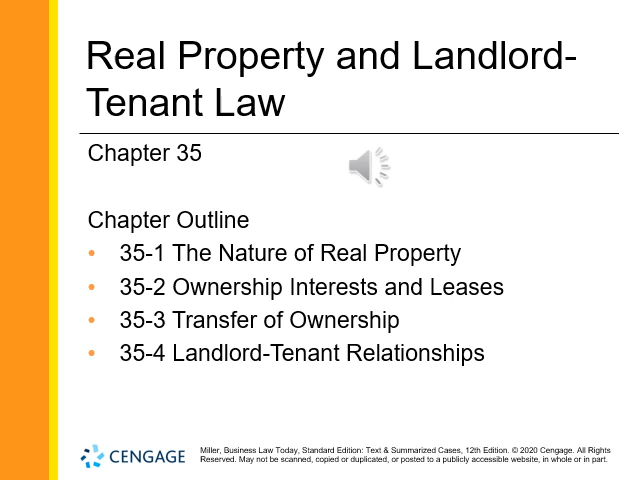 Real Property and Landlord-
Tenant Law
Chapter 35
Chapter Outline
• 35-1 The Nature of Real Property
• 35-2 Ownership Interests and Leases
• 35-3 Transfer of Ownership
• 35-4 Landlord-Tenant Relationships
CENGAGE
Miller, Business Law Today, Standard Edition: Text & Summarized Cases, 12th Edition. © 2020 Cengage. All Rights
Reserved. May not be scanned, copied or duplicated, or posted to a publicly accessible website, in whole or in part.